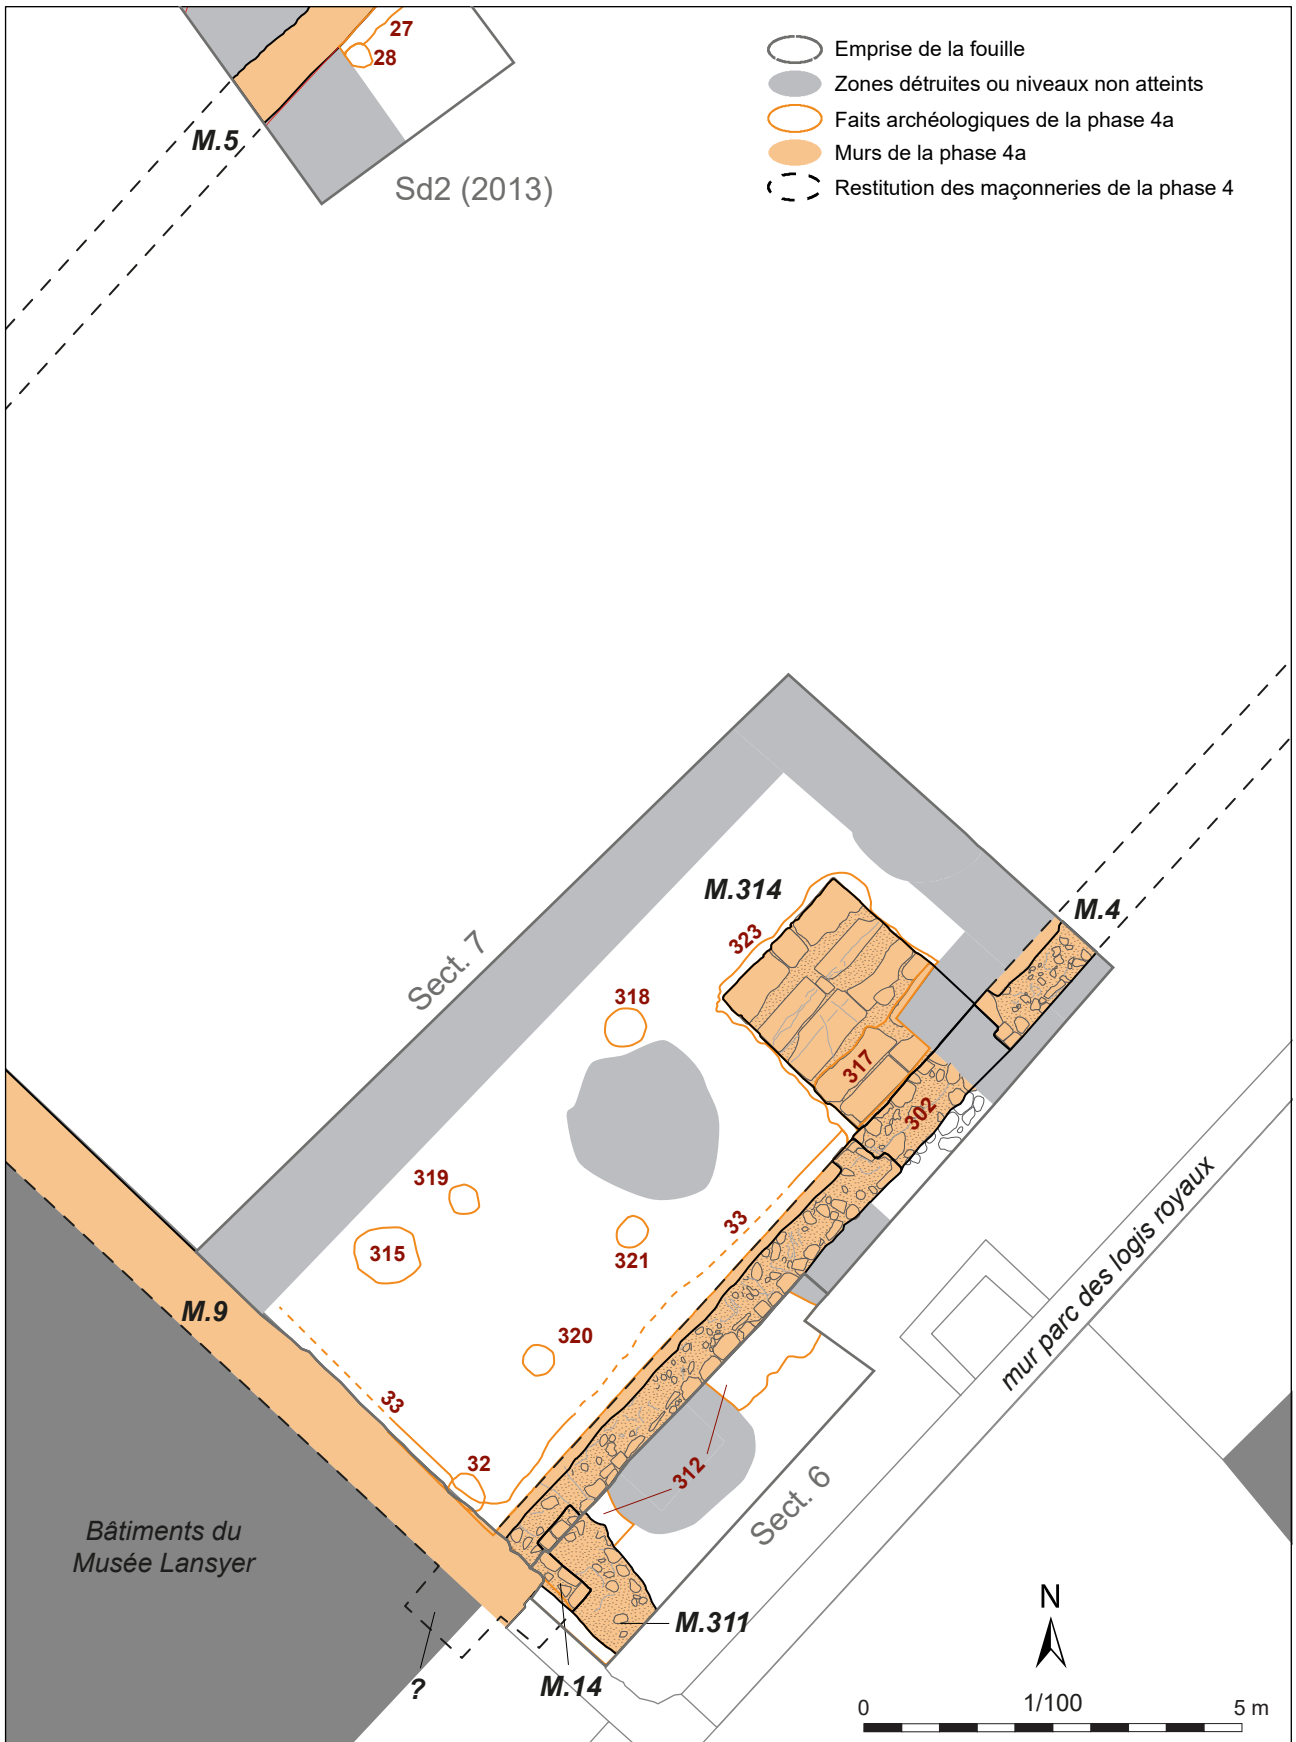 27
28
M.5
Sd2 (2013)
Emprise de la fouille
Zones détruites ou niveaux non atteints
Faits archéologiques de la phase 4a
Murs de la phase 4a
Restitution des maçonneries de la phase 4
M.314
M.4
323
Sect. 7
318
317
302
319
33
315
321
mur parc des logis royaux
M.9
320
33
32
312
Sect. 6
Bâtiments du
Musée Lansyer
M.311
?
M.14
N
0
1/100
5 m